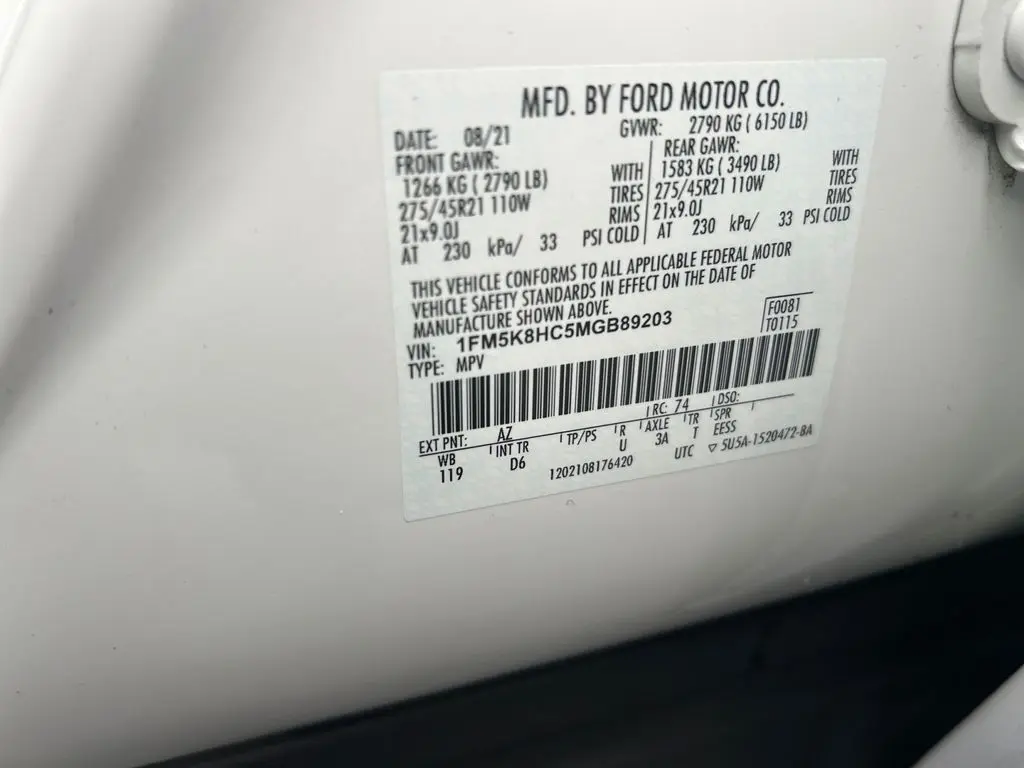 MFD. BY FORD MOTOR CO.
DATE: 08/21 GVWR: 2790 KG ( 6150 LB)
FRONT GAWR: REAR GAWR:
1266 KG ( 2790 LB) WITH 1583 KG ( 3490 LB) WITH
275/45R21 110W TIRES 275/45R21 110W TIRES
21x9.0J RIMS 21x9.0J RIMS
AT 230 kPa/ 33 PSI COLD AT 230 kPa/ 33 PSI COLD
THIS VEHICLE CONFORMS TO ALL APPLICABLE FEDERAL MOTOR
VEHICLE SAFETY STANDARDS IN EFFECT ON THE DATE OF
MANUFACTURE SHOWN ABOVE.
VIN: 1FM5K8HC5MGB89203 F0081
TYPE: MPV T0115
EXT PNT: AZ RC: 74 DSO:
WB INT TR TP/PS R AXLE TR SPR
119 D6 U 3A T EESS
1202108176420 UTC ▽ 5U5A-1520472-BA